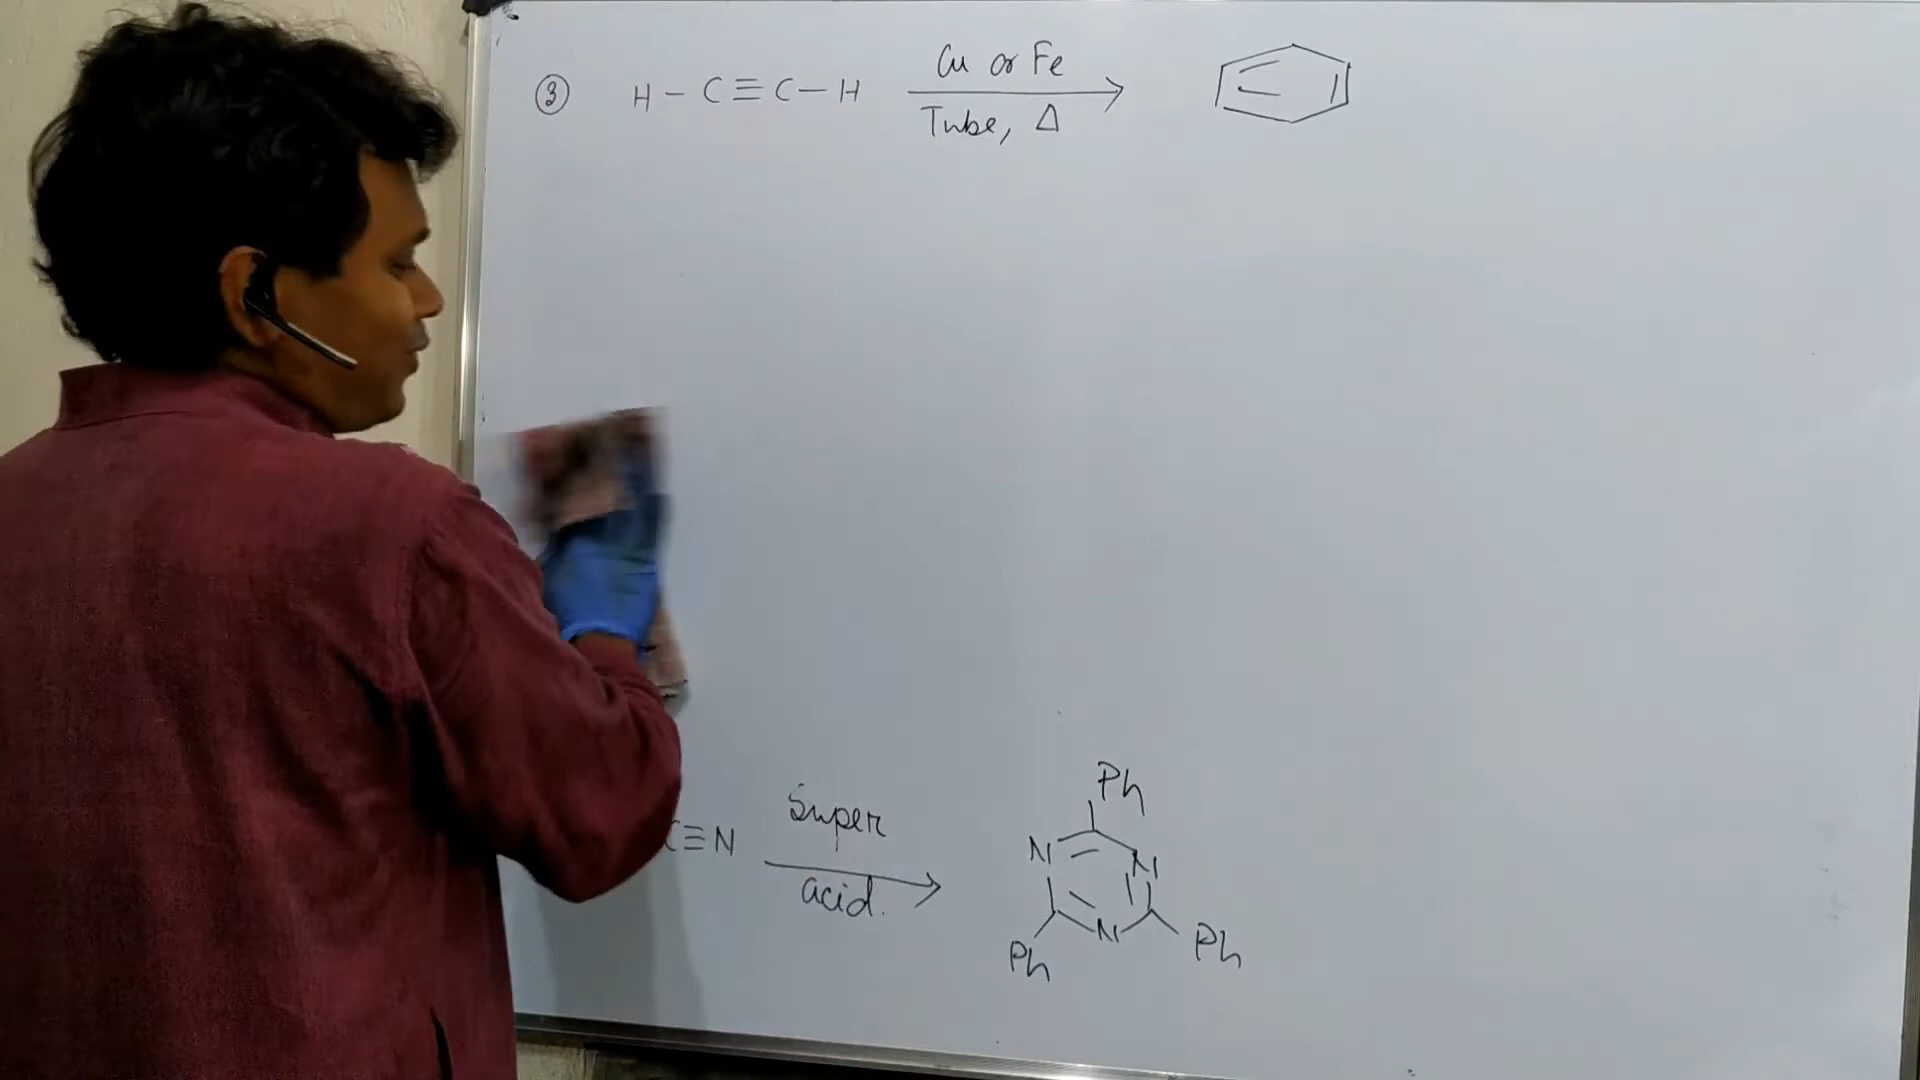 ③ H - C ≡ C - H Cu or Fe
Tube, Δ
C≡N Super
acid.
Ph
N N
N
Ph Ph